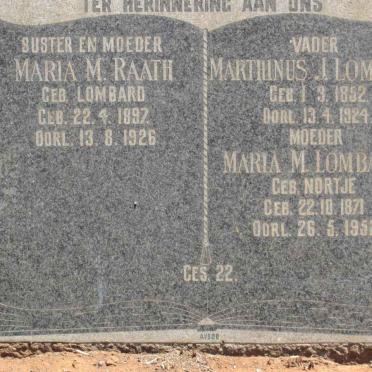 TER HERINNERING AAN ONS
SUSTER EN MOEDER
MARIA M. RAATH
GEB. LOMBARD
GEB. 22. 4. 1897.
OORL. 13. 8. 1926
VADER
MARTHINUS J. LOM
GEB. 1. 3. 1852.
OORL. 13. 4. 1924
MOEDER
MARIA M. LOMBA
GEB. NORTJE
GEB. 22. 10. 1871
OORL. 26. 5. 195
GES. 22.